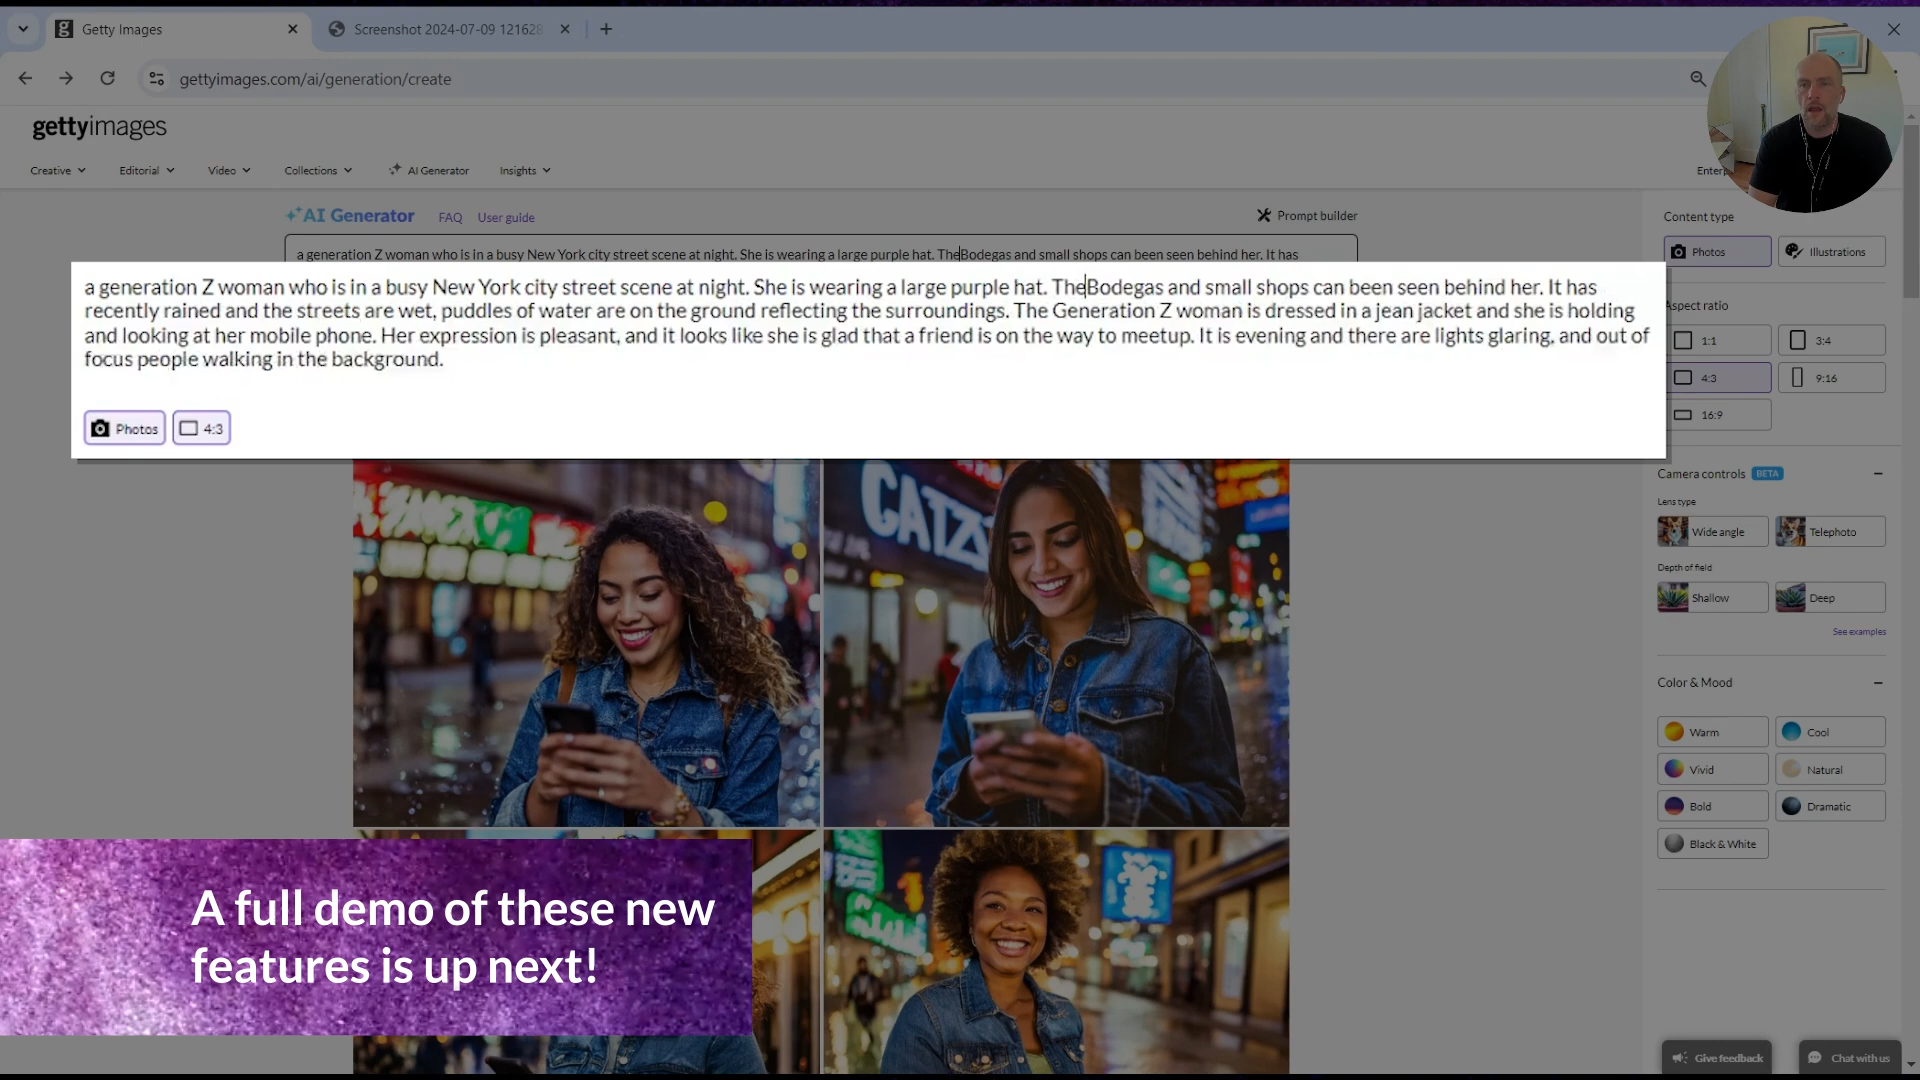 Getty Images
Screenshot 2024-07-09 121628
gettyimages.com/ai/generation/create
gettyimages
Creative
Editorial
Video
Collections
AI Generator
Insights
AI Generator
FAQ
User guide
Prompt builder
a generation Z woman who is in a busy New York city street scene at night. She is wearing a large purple hat. TheBodegas and small shops can been seen behind her. It has
a generation Z woman who is in a busy New York city street scene at night. She is wearing a large purple hat. TheBodegas and small shops can been seen behind her. It has
recently rained and the streets are wet, puddles of water are on the ground reflecting the surroundings. The Generation Z woman is dressed in a jean jacket and she is holding
and looking at her mobile phone. Her expression is pleasant, and it looks like she is glad that a friend is on the way to meetup. It is evening and there are lights glaring, and out of
focus people walking in the background.
Photos
4:3
Content type
Photos
Illustrations
Aspect ratio
1:1
3:4
4:3
9:16
16:9
Camera controls BETA
Lens type
Wide angle
Telephoto
Depth of field
Shallow
Deep
See examples
Color & Mood
Warm
Cool
Vivid
Natural
Bold
Dramatic
Black & White
A full demo of these new
features is up next!
Give feedback
Chat with us